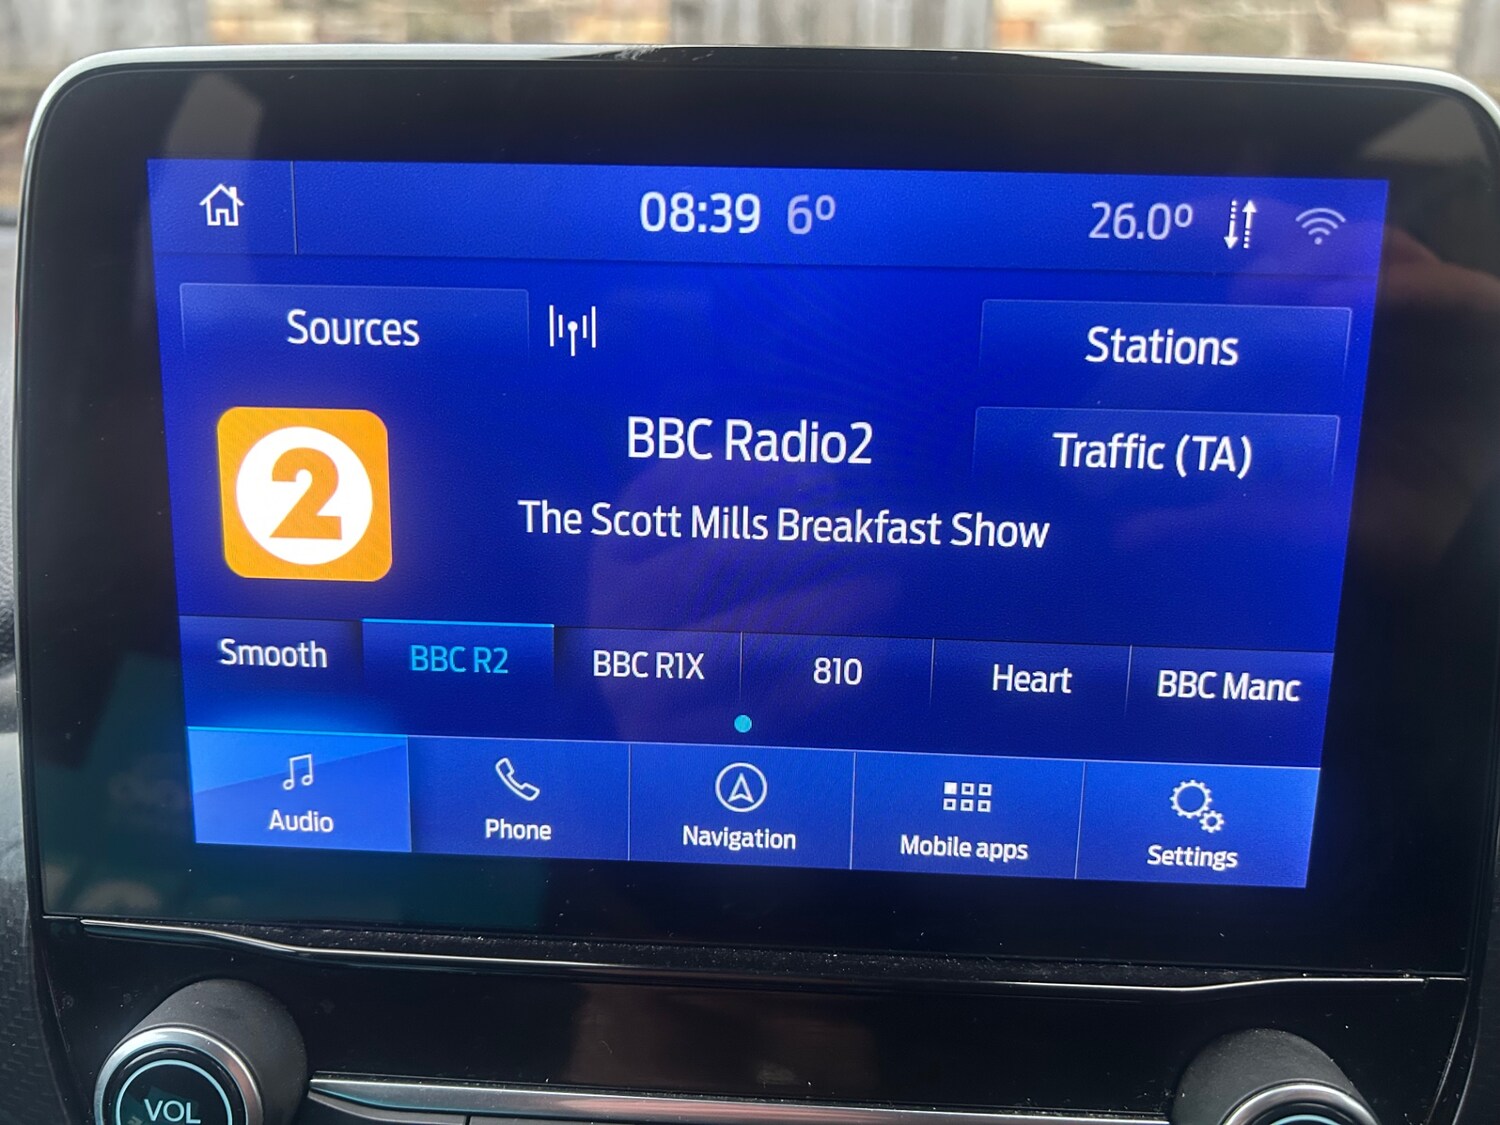 08:39 6° 26.0°
Sources
Stations
2
BBC Radio2
Traffic (TA)
The Scott Mills Breakfast Show
Smooth BBC R2 BBC R1X 810 Heart BBC Manc
Audio Phone Navigation Mobile apps Settings
VOL